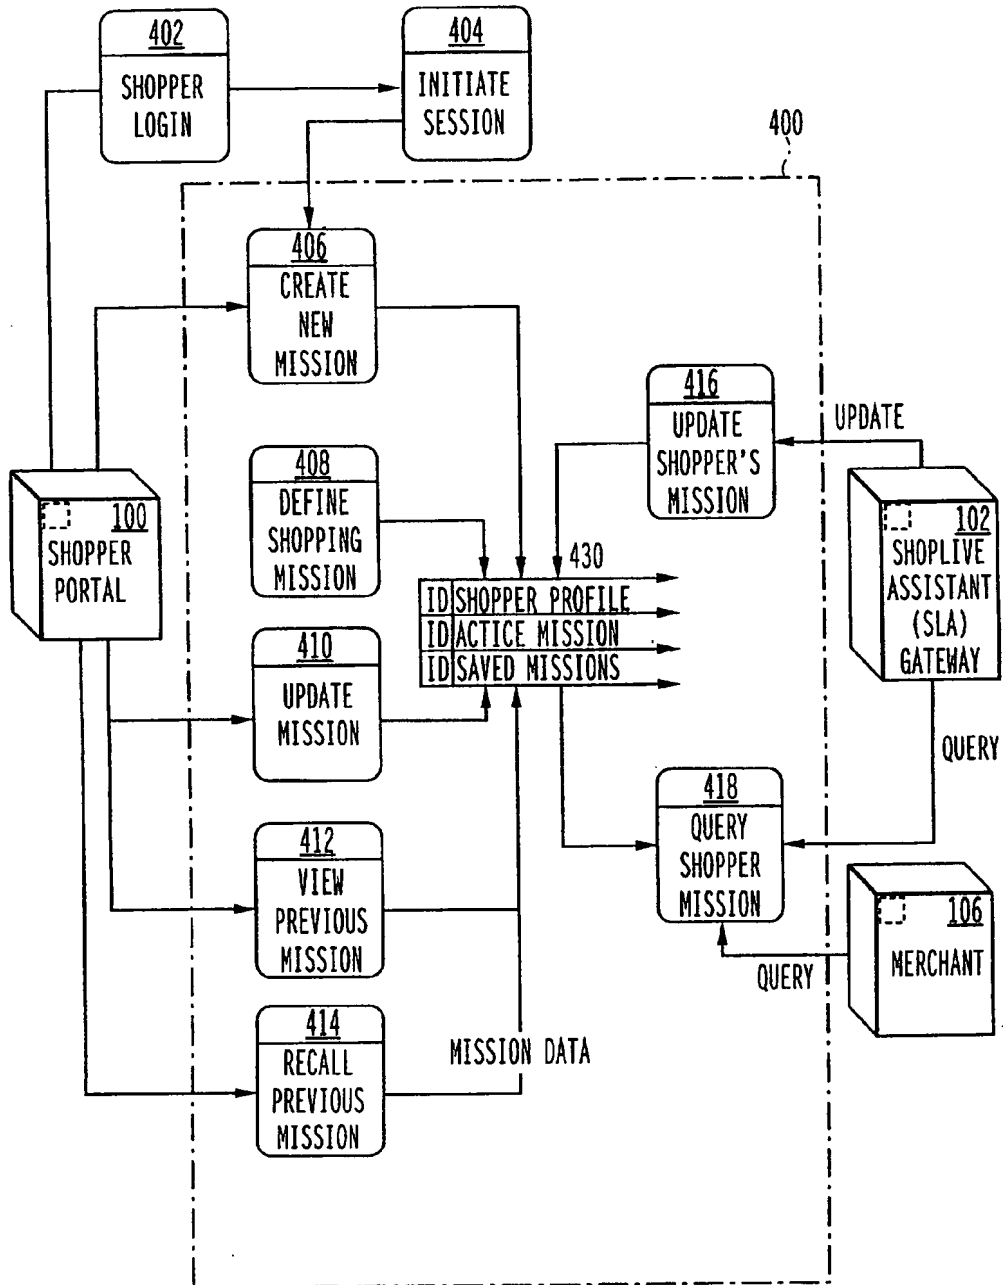 402
SHOPPER
LOGIN
404
INITIATE
SESSION
400
406
CREATE
NEW
MISSION
416
UPDATE
SHOPPER'S
MISSION
UPDATE
408
DEFINE
SHOPPING
MISSION
100
SHOPPER
PORTAL
102
SHOPLIVE
ASSISTANT
(SLA)
GATEWAY
430
ID SHOPPER PROFILE
ID ACTICE MISSION
ID SAVED MISSIONS
410
UPDATE
MISSION
QUERY
418
QUERY
SHOPPER
MISSION
412
VIEW
PREVIOUS
MISSION
106
MERCHANT
QUERY
414
RECALL
PREVIOUS
MISSION
MISSION DATA